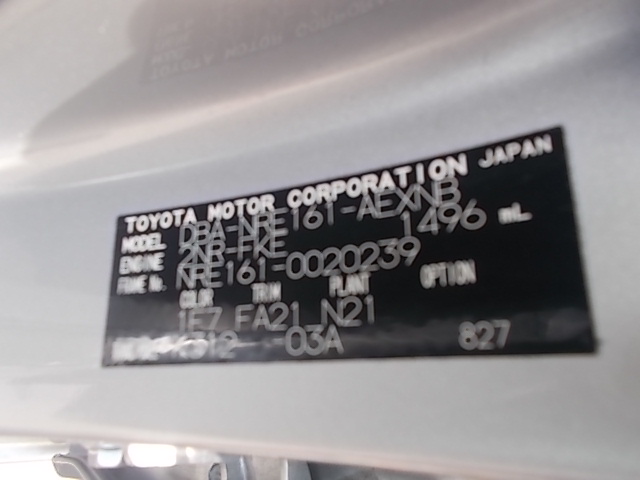 TOYOTA MOTOR CORPORATION JAPAN
MODEL DBA-NRE161-AEXNB
ENGINE 2NR-FKE 1496 mL
FRAME No. NRE161-0020239
COLOR TRIM PLANT OPTION
1F7 FA21 N21
03A 827